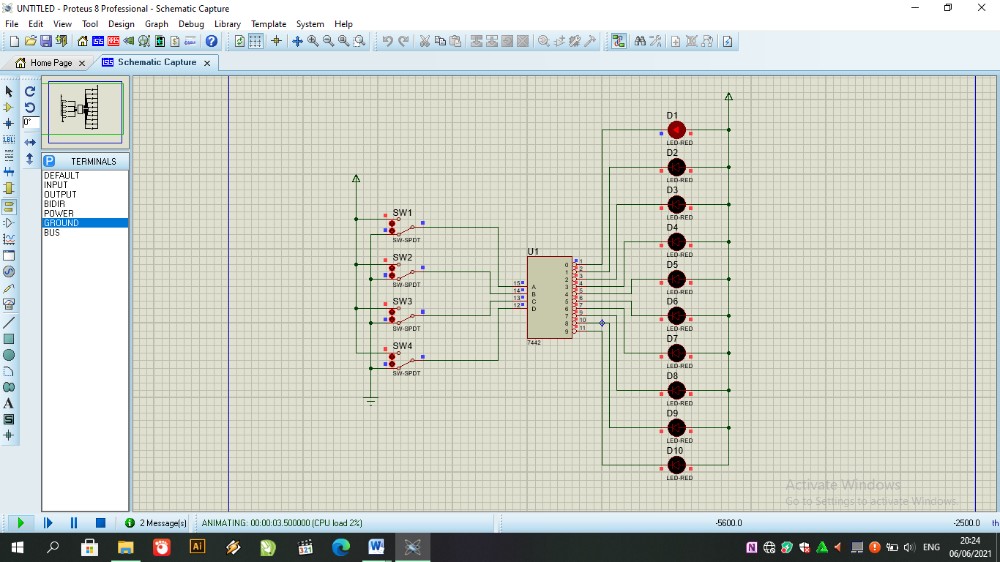 UNTITLED - Proteus 8 Professional - Schematic Capture
File Edit View Tool Design Graph Debug Library Template System Help
Home Page
Schematic Capture
0°
LBL
A
S
P TERMINALS
DEFAULT
INPUT
OUTPUT
BIDIR
POWER
GROUND
BUS
SW1
SW-SPDT
SW2
SW-SPDT
SW3
SW-SPDT
SW4
SW-SPDT
U1
15 A
14 B
13 C
12 D
0 1
1 2
2 3
3 4
4 5
5 6
6 7
7 9
8 10
9 11
7442
D1
LED-RED
D2
LED-RED
D3
LED-RED
D4
LED-RED
D5
LED-RED
D6
LED-RED
D7
LED-RED
D8
LED-RED
D9
LED-RED
D10
LED-RED
Activate Windows
Go to Settings to activate Windows.
2 Message(s)
ANIMATING: 00:00:03.500000 (CPU load 2%)
-5600.0
-2500.0
th
Ai
321
W
N
ENG
20:24
06/06/2021